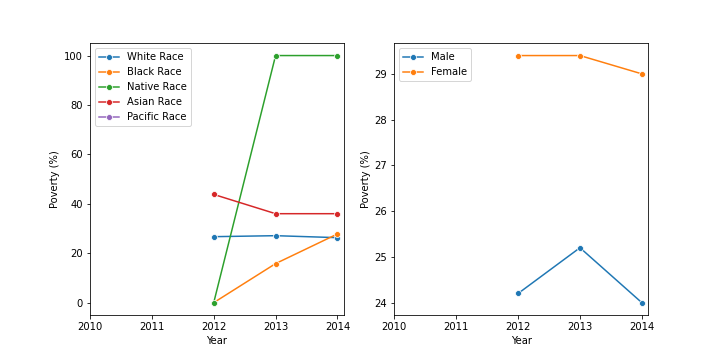 100
80
60
40
20
0
Poverty (%)
White Race
Black Race
Native Race
Asian Race
Pacific Race
2010 2011 2012 2013 2014
Year
29
28
27
26
25
24
Poverty (%)
Male
Female
2010 2011 2012 2013 2014
Year